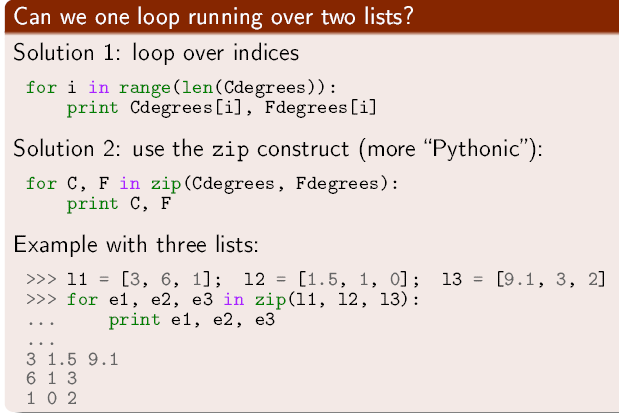 Can we one loop running over two lists?
Solution 1: loop over indices
for i in range(len(Cdegrees)):
    print Cdegrees[i], Fdegrees[i]
Solution 2: use the zip construct (more “Pythonic”):
for C, F in zip(Cdegrees, Fdegrees):
    print C, F
Example with three lists:
>>> l1 = [3, 6, 1];  l2 = [1.5, 1, 0];  l3 = [9.1, 3, 2]
>>> for e1, e2, e3 in zip(l1, l2, l3):
...     print e1, e2, e3
...
3 1.5 9.1
6 1 3
1 0 2